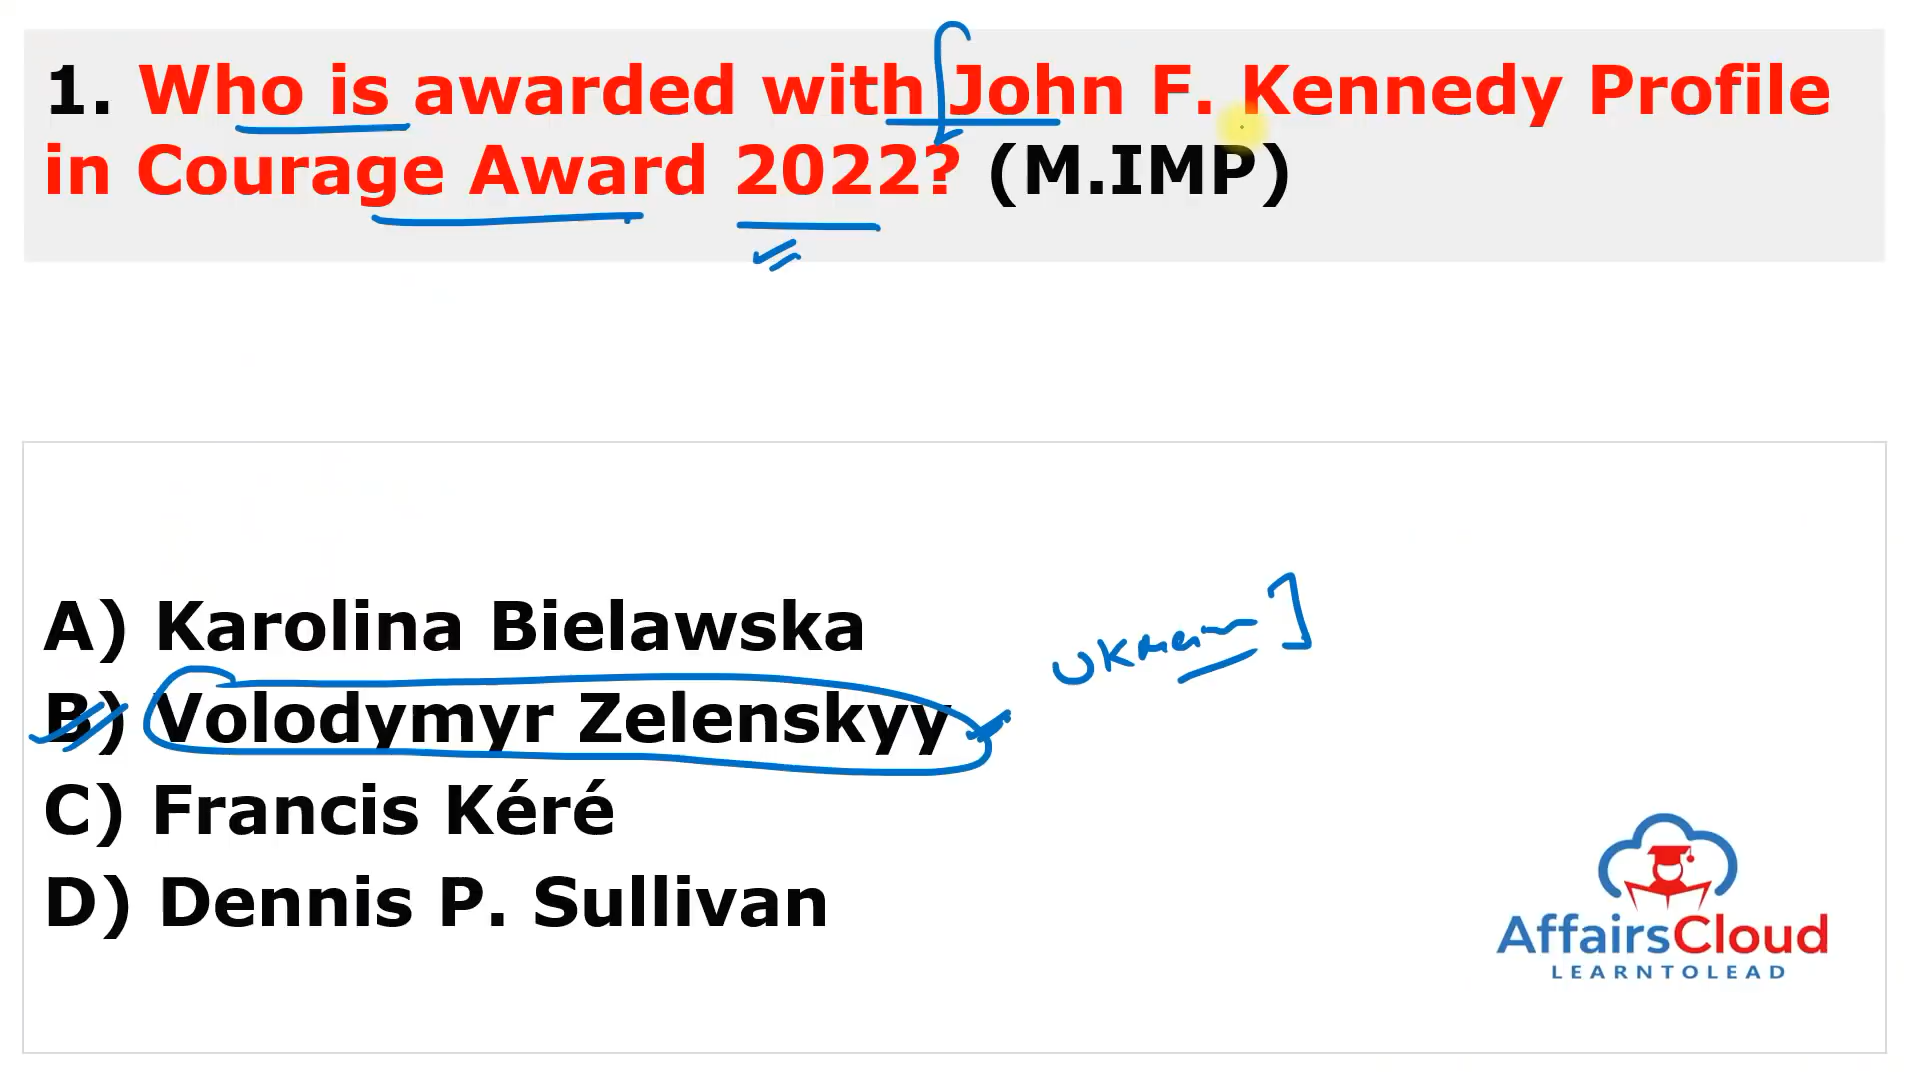 1. Who is awarded with John F. Kennedy Profile
in Courage Award 2022? (M.IMP)
A) Karolina Bielawska
B) Volodymyr Zelenskyy
C) Francis Kéré
D) Dennis P. Sullivan
AffairsCloud
LEARNTOLEAD